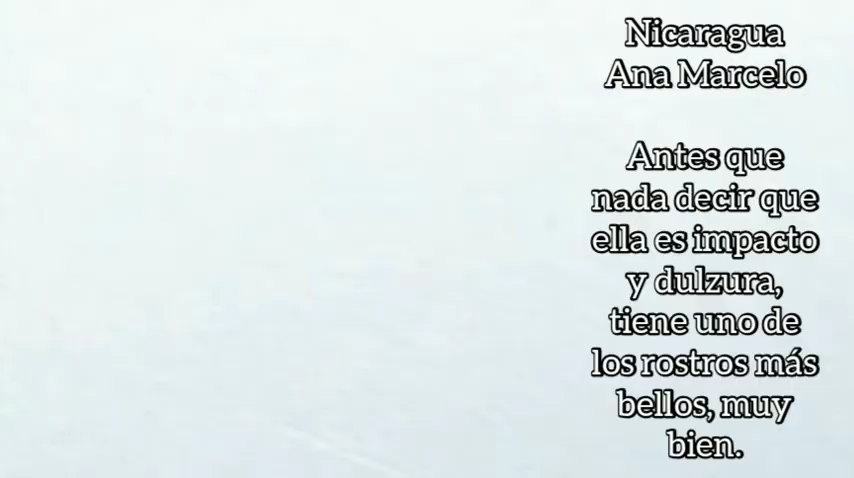 Nicaragua
Ana Marcelo
Antes que
nada decir que
ella es impacto
y dulzura,
tiene uno de
los rostros más
bellos, muy
bien.